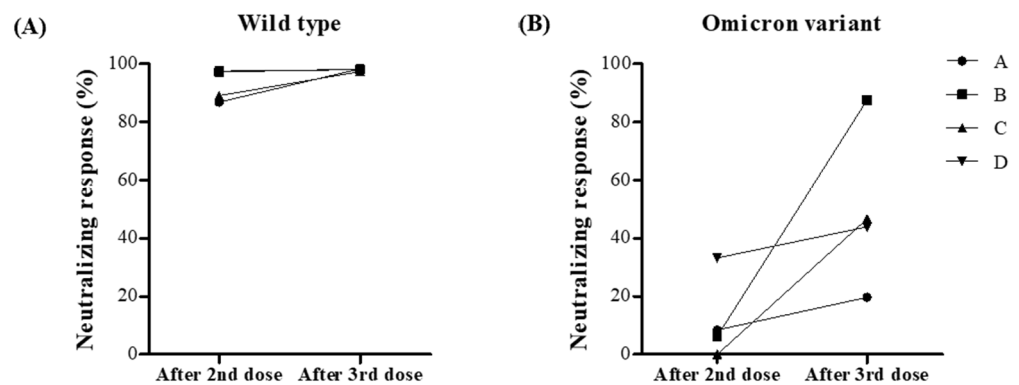 (A) Wild type
Neutralizing response (%)
100
80
60
40
20
0
After 2nd dose After 3rd dose
(B) Omicron variant
Neutralizing response (%)
100
80
60
40
20
0
After 2nd dose After 3rd dose
A
B
C
D